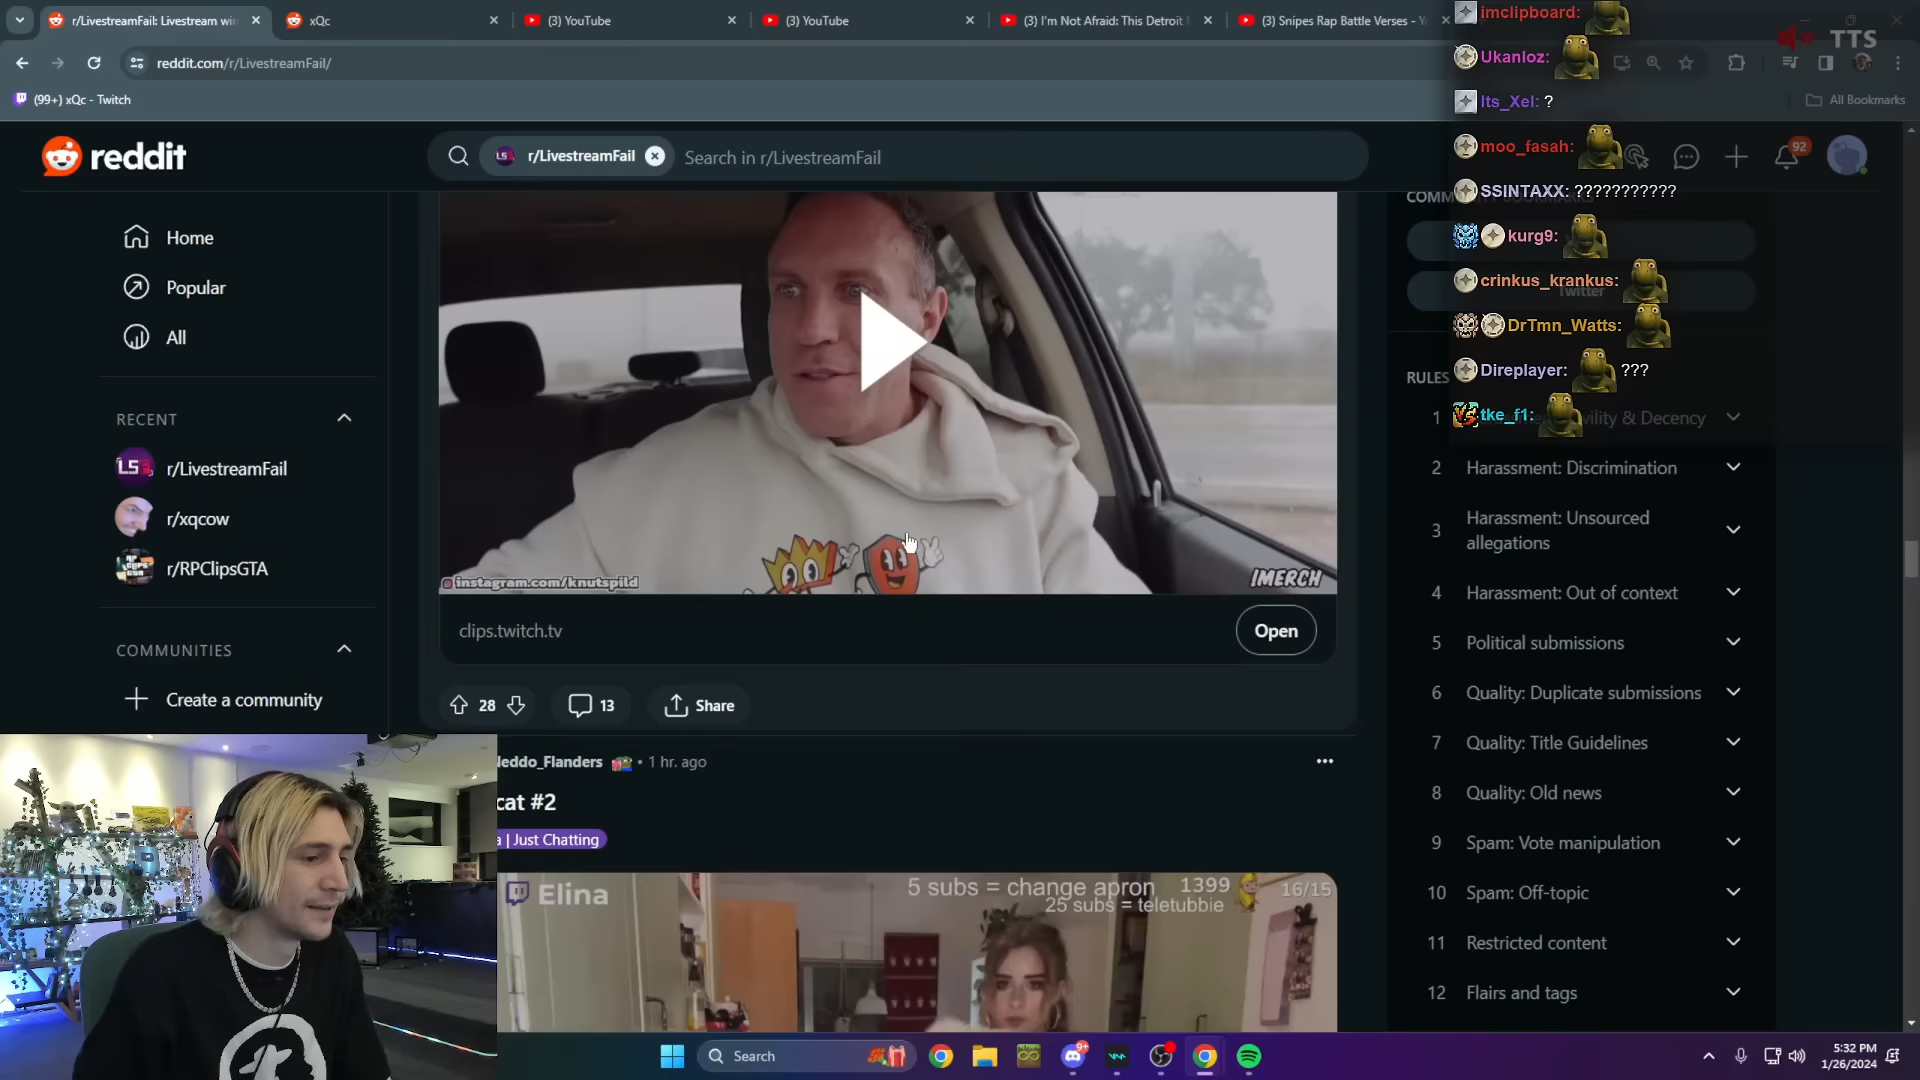 r/LivestreamFail: Livestream win
xQc
(3) YouTube
(3) YouTube
(3) I'm Not Afraid: This Detroit
(3) Snipes Rap Battle Verses - Y
reddit.com/r/LivestreamFail/
(99+) xQc - Twitch
All Bookmarks
TTS
imclipboard:
Ukanloz:
Its_Xel: ?
moo_fasah:
SSINTAXX: ???????????
kurg9:
crinkus_krankus:
DrTmn_Watts:
Direplayer: ???
tke_f1:
reddit
r/LivestreamFail
Search in r/LivestreamFail
92
Home
Popular
All
RECENT
r/LivestreamFail
r/xqcow
r/RPClipsGTA
COMMUNITIES
Create a community
instagram.com/knutspild
IMERCH
clips.twitch.tv
Open
28
13
Share
Neddo_Flanders • 1 hr. ago
cat #2
a | Just Chatting
Elina
5 subs = change apron
1399
16/15
25 subs = teletubbie
Twitter
RULES
1
vility & Decency
2 Harassment: Discrimination
3 Harassment: Unsourced
allegations
4 Harassment: Out of context
5 Political submissions
6 Quality: Duplicate submissions
7 Quality: Title Guidelines
8 Quality: Old news
9 Spam: Vote manipulation
10 Spam: Off-topic
11 Restricted content
12 Flairs and tags
Search
9+
5:32 PM
1/26/2024